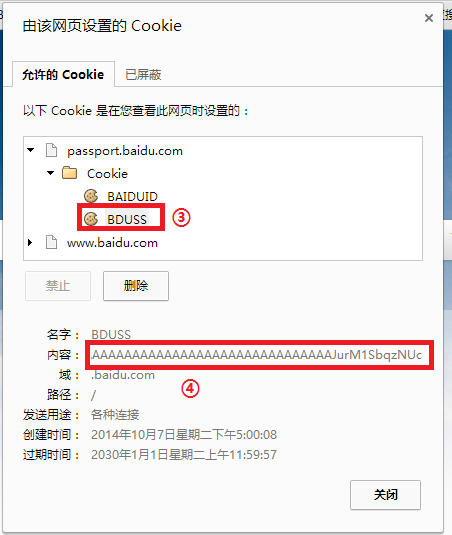 由该网页设置的 Cookie
允许的 Cookie 已屏蔽
以下 Cookie 是在您查看此网页时设置的：
passport.baidu.com
Cookie
BAIDUID
BDUSS ③
www.baidu.com
禁止 删除
名字： BDUSS
内容： AAAAAAAAAAAAAAAAAAAAAAAAAAAAAAJurM1SbqzNUc
域： .baidu.com
④
路径： /
发送用途： 各种连接
创建时间： 2014年10月7日星期二下午5:00:08
过期时间： 2030年1月1日星期二上午11:59:57
关闭